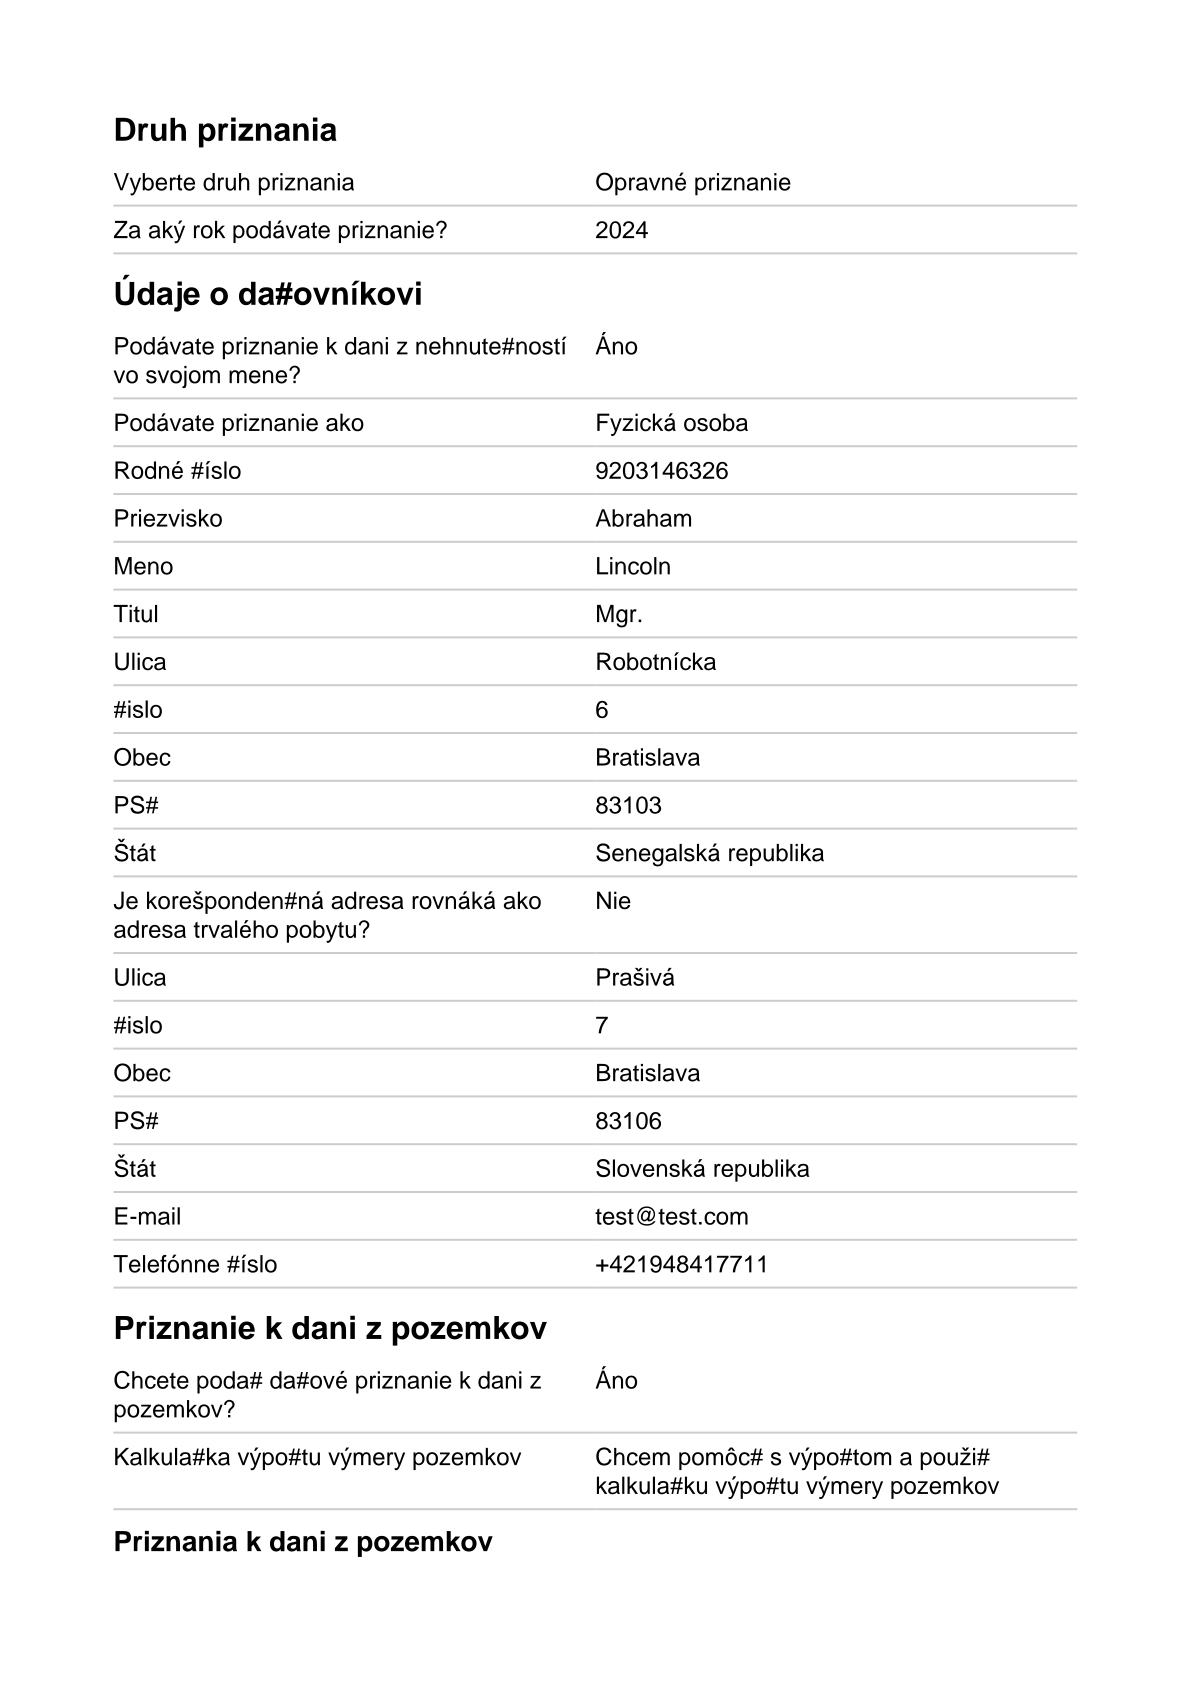 Druh priznania
Vyberte druh priznania Opravné priznanie
Za aký rok podávate priznanie? 2024
Údaje o da#ovníkovi
Podávate priznanie k dani z nehnute#ností Áno
vo svojom mene?
Podávate priznanie ako Fyzická osoba
Rodné #íslo 9203146326
Priezvisko Abraham
Meno Lincoln
Titul Mgr.
Ulica Robotnícka
#islo 6
Obec Bratislava
PS# 83103
Štát Senegalská republika
Je korešponden#ná adresa rovnáká ako Nie
adresa trvalého pobytu?
Ulica Prašivá
#islo 7
Obec Bratislava
PS# 83106
Štát Slovenská republika
E-mail test@test.com
Telefónne #íslo +421948417711
Priznanie k dani z pozemkov
Chcete poda# da#ové priznanie k dani z Áno
pozemkov?
Kalkula#ka výpo#tu výmery pozemkov Chcem pomôc# s výpo#tom a použi#
kalkula#ku výpo#tu výmery pozemkov
Priznania k dani z pozemkov